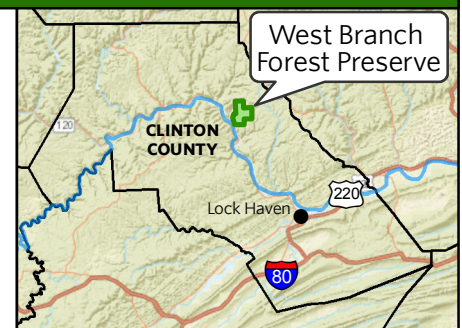 West Branch
Forest Preserve
120
CLINTON
COUNTY
220
Lock Haven
80